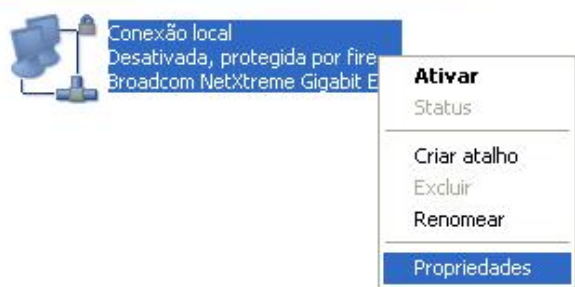 Conexão local
Desativada, protegida por fire
Broadcom NetXtreme Gigabit E
Ativar
Status
Criar atalho
Excluir
Renomear
Propriedades